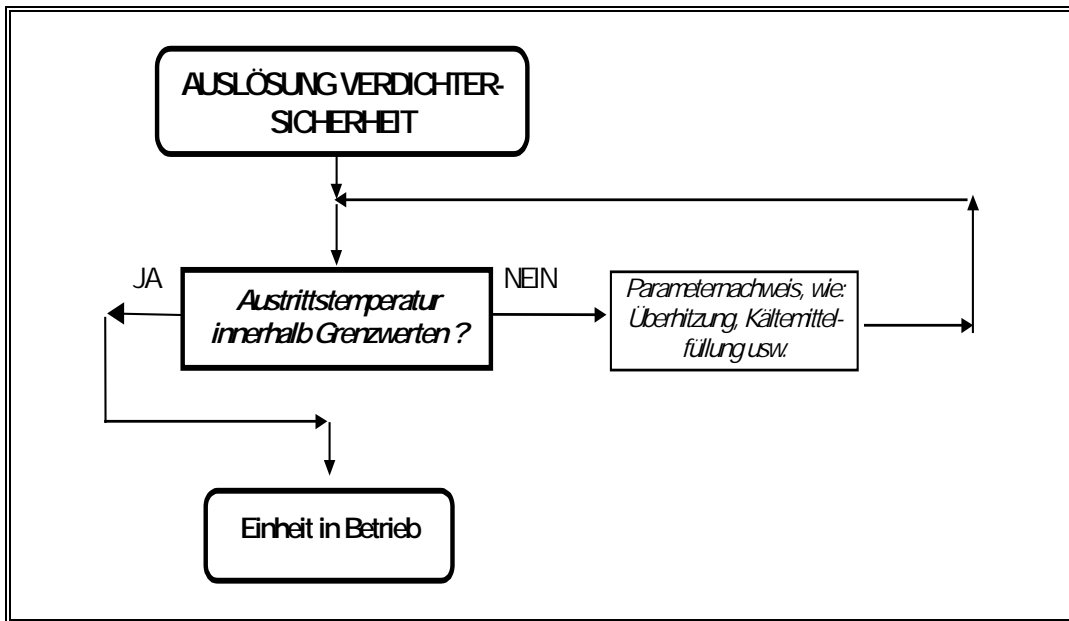 AUSLÖSUNG VERDICHTER-
SICHERHEIT
JA
NEIN
Austrittstemperatur
innerhalb Grenzwerten ?
Parameternachweis, wie:
Überhitzung, Kältemittel-
füllung usw.
Einheit in Betrieb